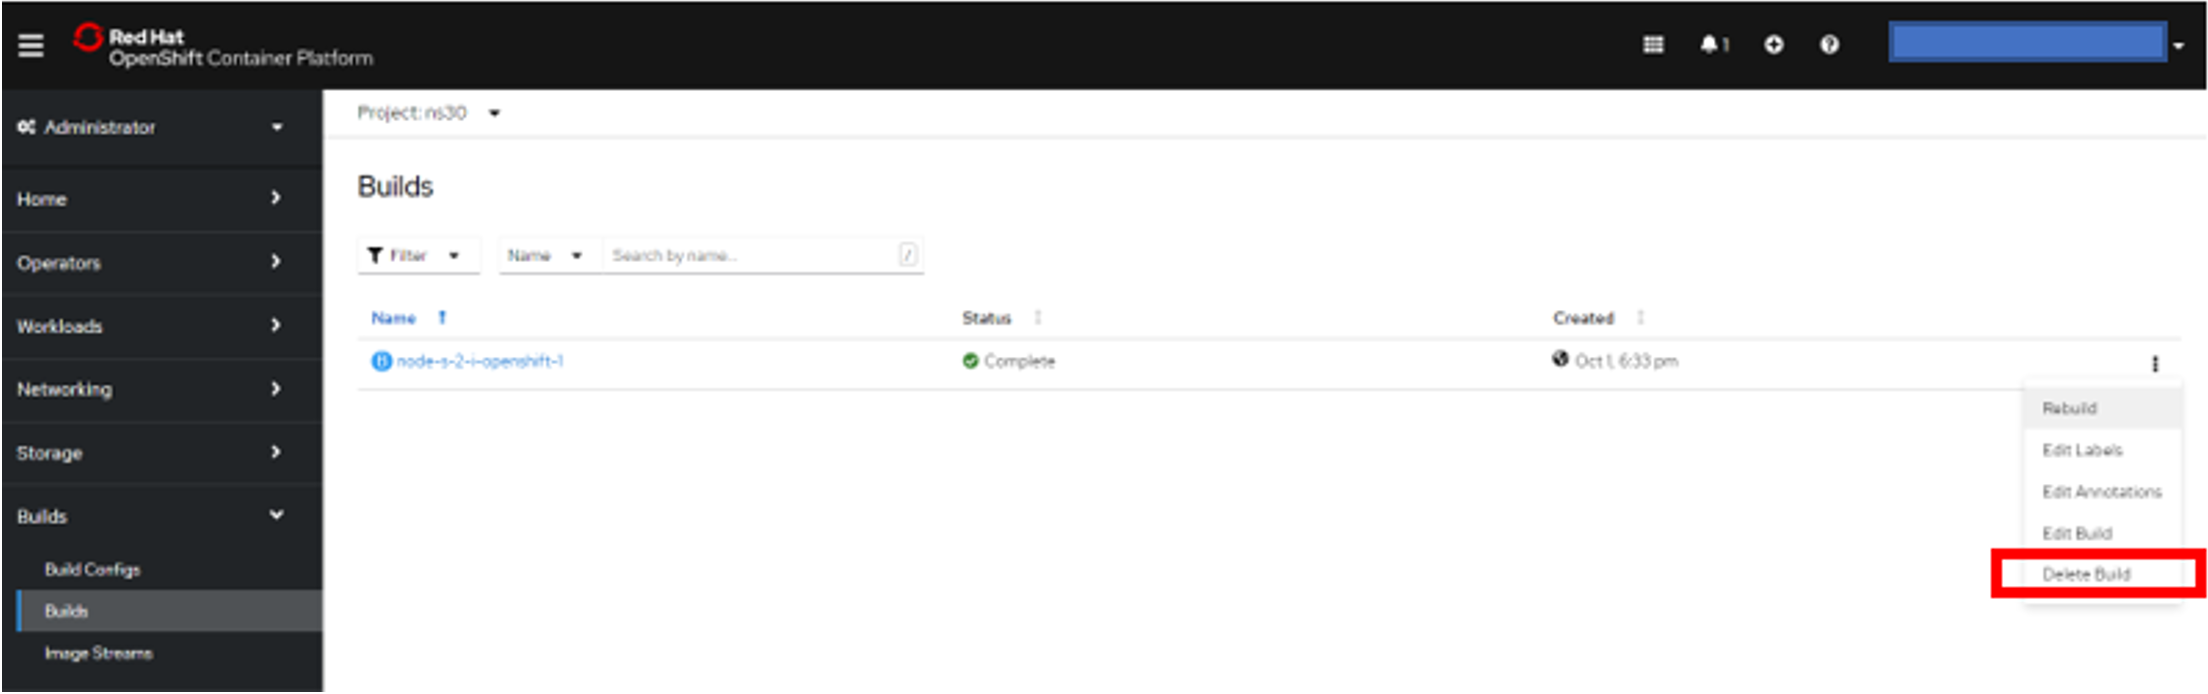 Red Hat
OpenShift Container Platform
1
Administrator
Project: ns30
Home
Operators
Workloads
Networking
Storage
Builds
Build Configs
Builds
Image Streams
Builds
Filter
Name
Search by name...
/
Name
Status
Created
B node-s-2-i-openshift-1
Complete
Oct 1, 6:33 pm
Rebuild
Edit Labels
Edit Annotations
Edit Build
Delete Build